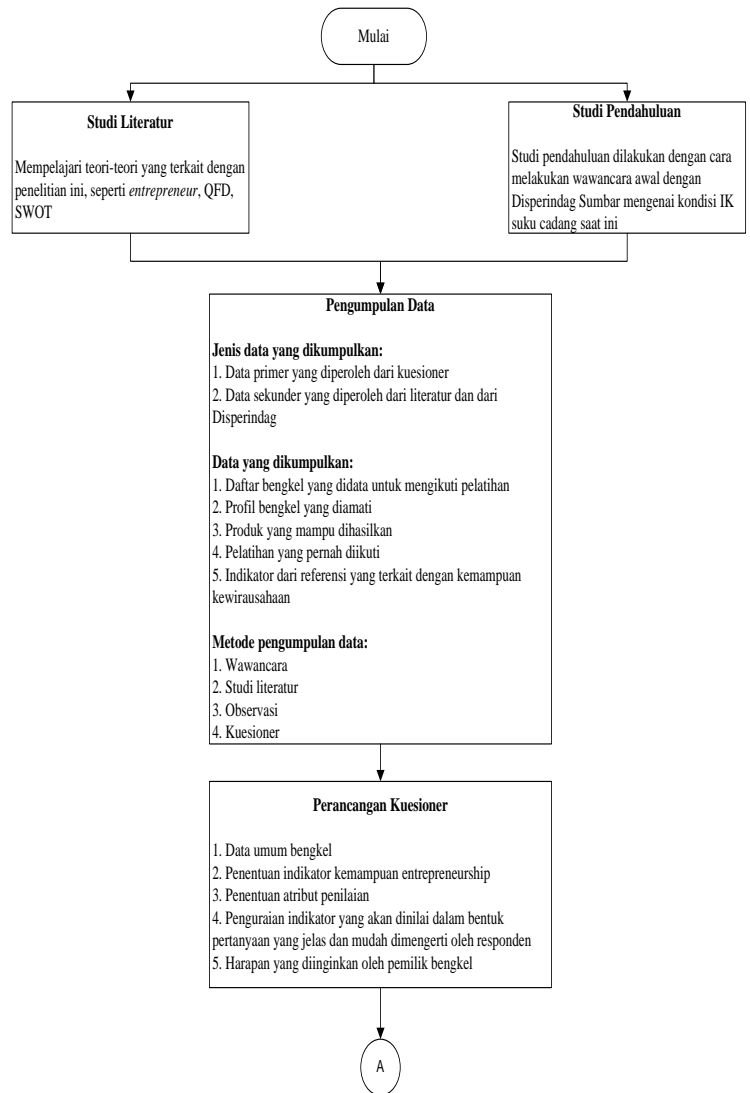 Mulai
Studi Literatur
Mempelajari teori-teori yang terkait dengan
penelitian ini, seperti entrepreneur, QFD,
SWOT
Studi Pendahuluan
Studi pendahuluan dilakukan dengan cara
melakukan wawancara awal dengan
Disperindag Sumbar mengenai kondisi IK
suku cadang saat ini
Pengumpulan Data
Jenis data yang dikumpulkan:
1. Data primer yang diperoleh dari kuesioner
2. Data sekunder yang diperoleh dari literatur dan dari
Disperindag
Data yang dikumpulkan:
1. Daftar bengkel yang didata untuk mengikuti pelatihan
2. Profil bengkel yang diamati
3. Produk yang mampu dihasilkan
4. Pelatihan yang pernah diikuti
5. Indikator dari referensi yang terkait dengan kemampuan
kewirausahaan
Metode pengumpulan data:
1. Wawancara
2. Studi literatur
3. Observasi
4. Kuesioner
Perancangan Kuesioner
1. Data umum bengkel
2. Penentuan indikator kemampuan entrepreneurship
3. Penentuan atribut penilaian
4. Penguraian indikator yang akan dinilai dalam bentuk
pertanyaan yang jelas dan mudah dimengerti oleh responden
5. Harapan yang diinginkan oleh pemilik bengkel
A